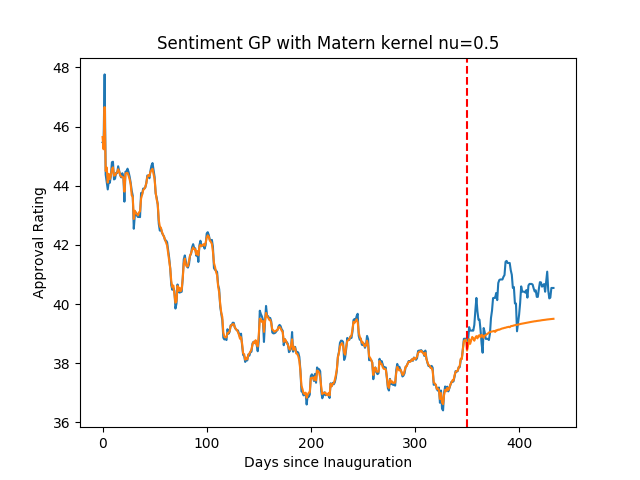 Sentiment GP with Matern kernel nu=0.5
48
46
44
42
40
38
36
Approval Rating
0 100 200 300 400
Days since Inauguration